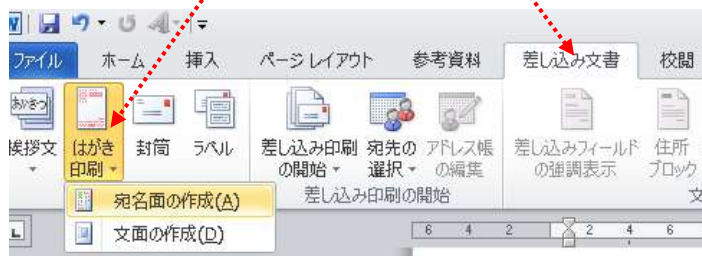 ファイル ホーム 挿入 ページ レイアウト 参考資料 差し込み文書 校閲
あいさつ
挨拶文 はがき 封筒 ラベル 差し込み印刷 宛先の アドレス帳 差し込みフィールド 住所
印刷 の開始 選択 の編集 の強調表示 ブロック
宛名面の作成(A) 差し込み印刷の開始 文
文面の作成(D) 6 4 2 2 4 6